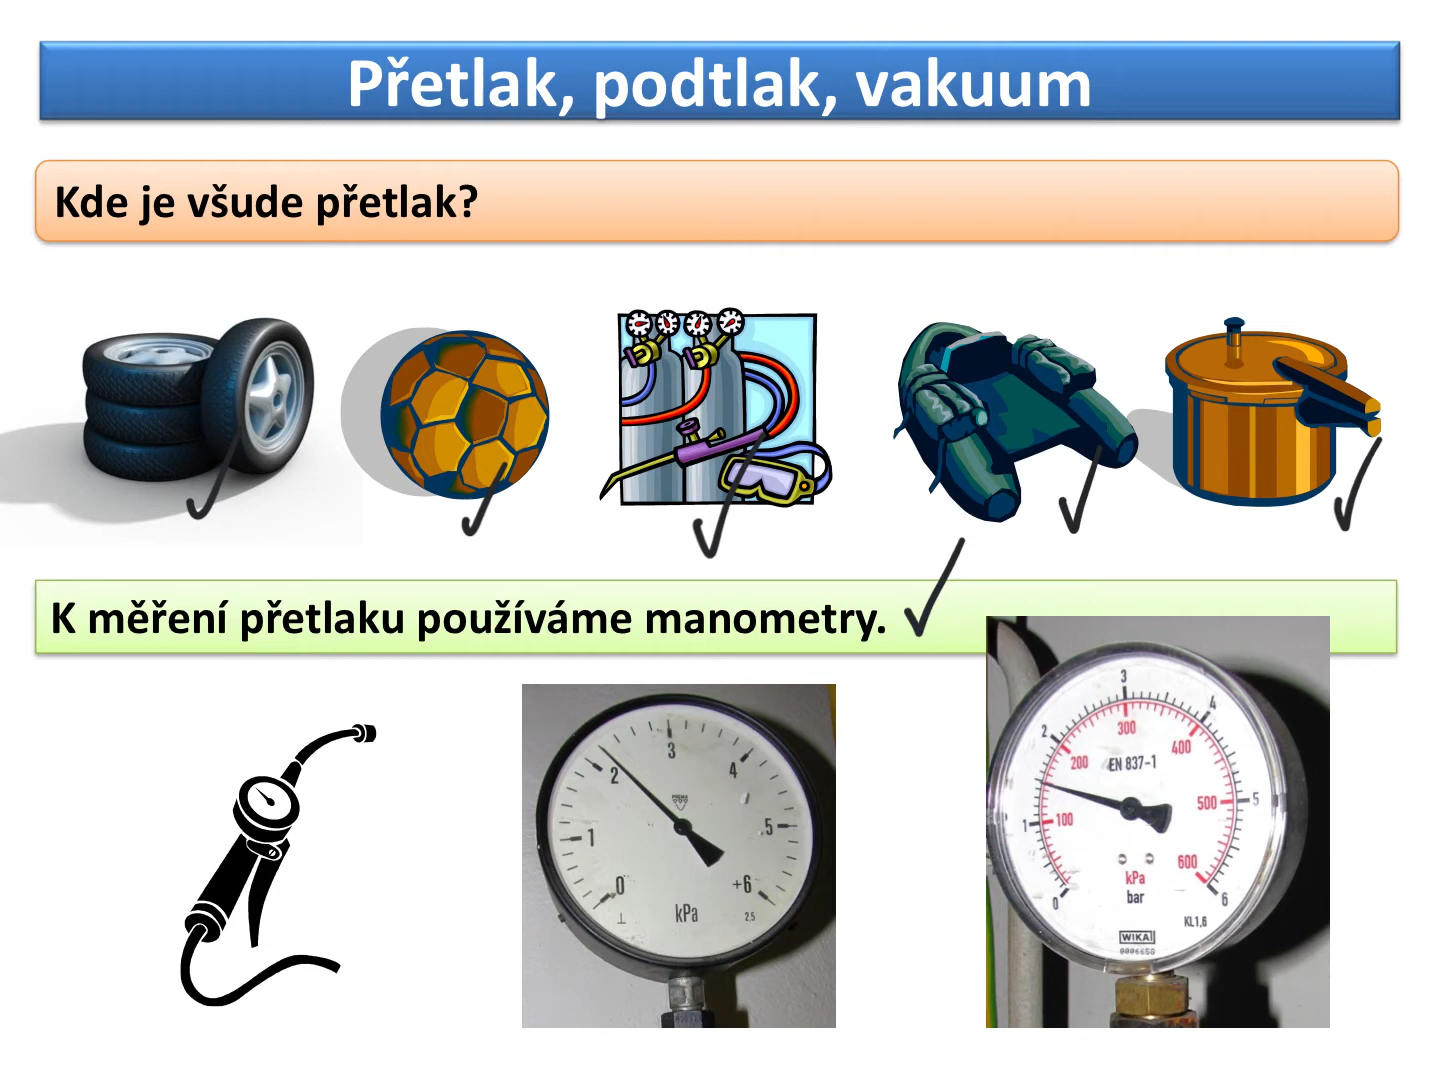 Přetlak, podtlak, vakuum
Kde je všude přetlak?
K měření přetlaku používáme manometry.
0 1 2 3 4 5 +6
kPa
2,5
0 1 2 3 4 5 6
100 200 300 400 500 600
EN 837-1
kPa
bar
KL1,6
WIKA